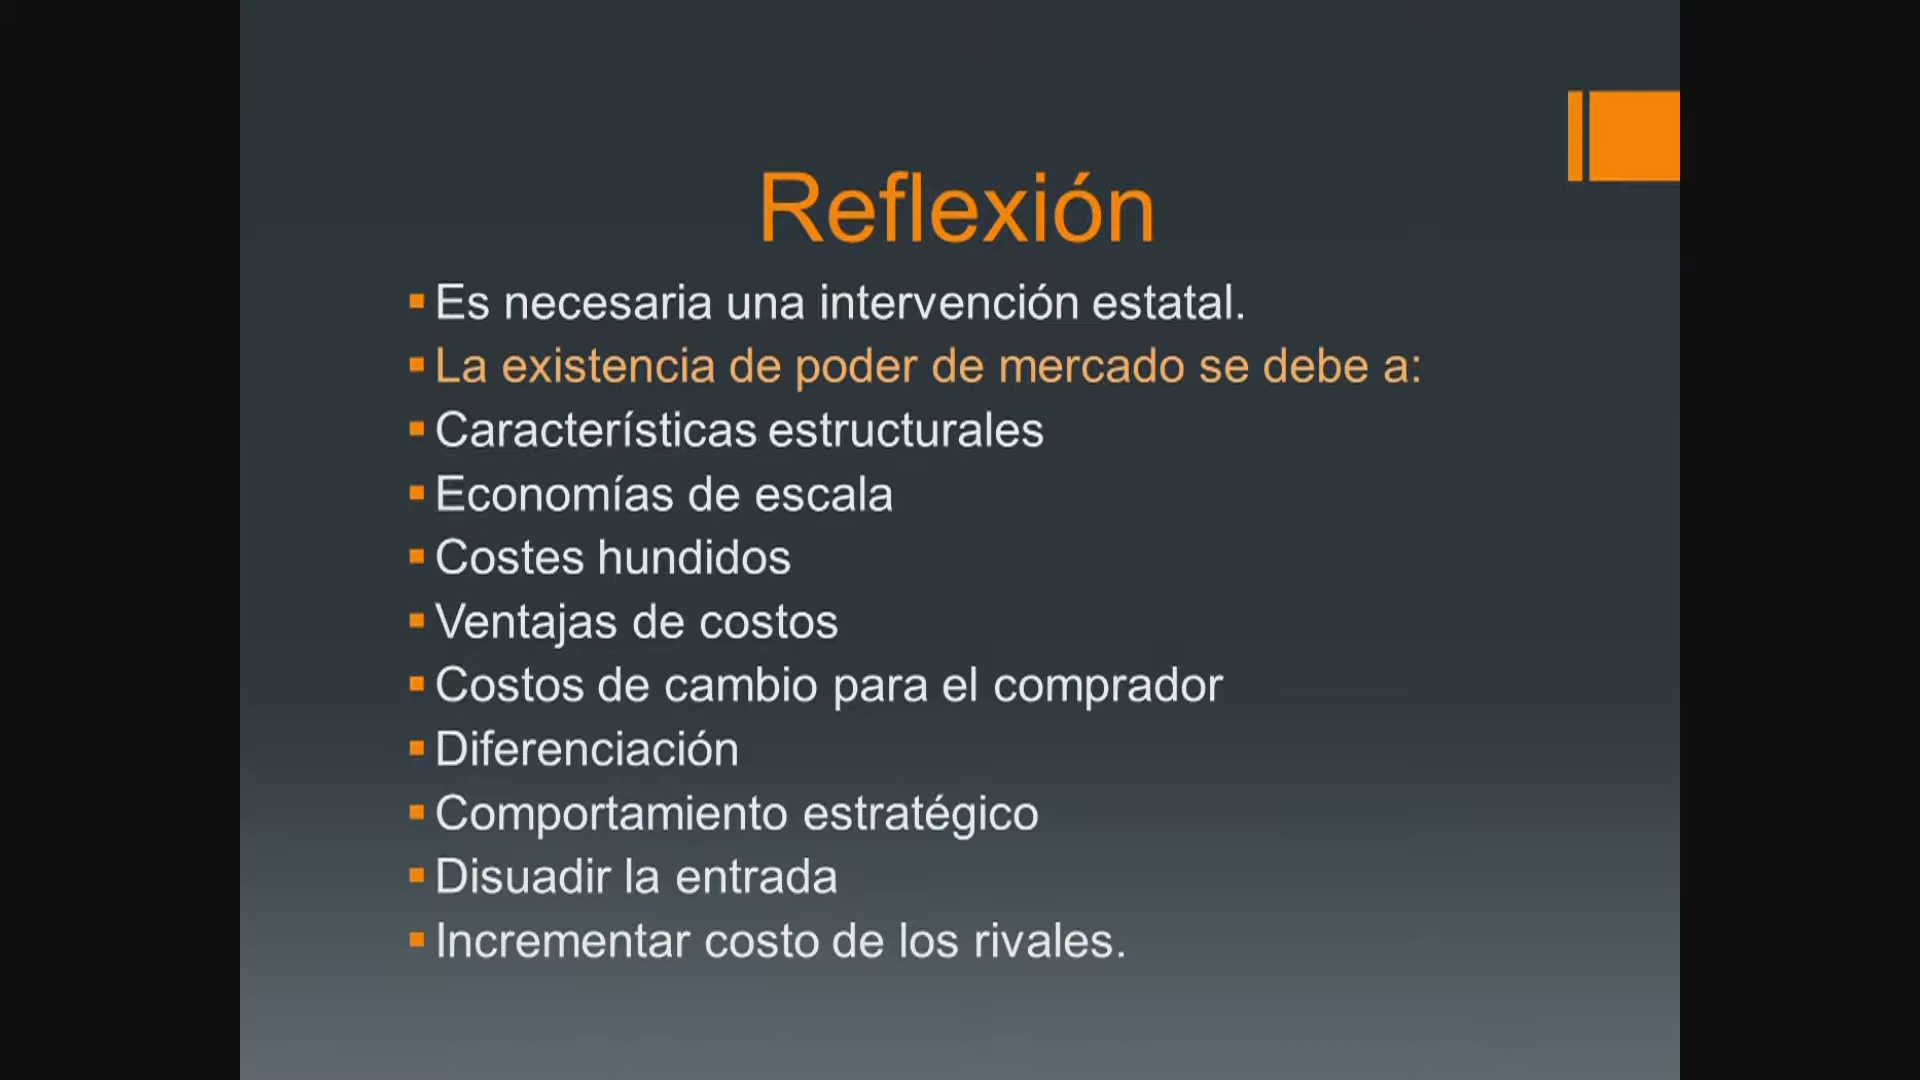 Reflexión
Es necesaria una intervención estatal.
La existencia de poder de mercado se debe a:
Características estructurales
Economías de escala
Costes hundidos
Ventajas de costos
Costos de cambio para el comprador
Diferenciación
Comportamiento estratégico
Disuadir la entrada
Incrementar costo de los rivales.